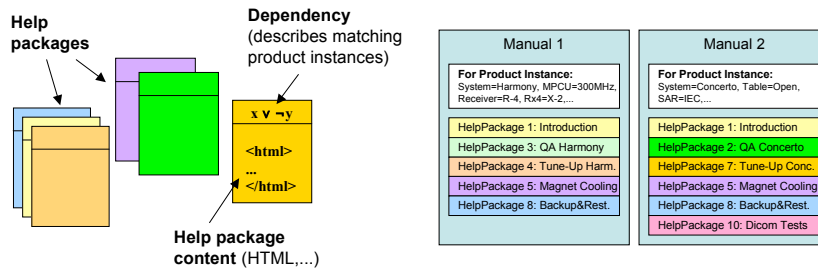 Help
packages
Dependency
(describes matching
product instances)
x ∨ ¬y
<html>
...
</html>
Help package
content (HTML,...)
Manual 1
For Product Instance:
System=Harmony, MPCU=300MHz,
Receiver=R-4, Rx4=X-2,...
HelpPackage 1: Introduction
HelpPackage 3: QA Harmony
HelpPackage 4: Tune-Up Harm.
HelpPackage 5: Magnet Cooling
HelpPackage 8: Backup&Rest.
Manual 2
For Product Instance:
System=Concerto, Table=Open,
SAR=IEC,...
HelpPackage 1: Introduction
HelpPackage 2: QA Concerto
HelpPackage 7: Tune-Up Conc.
HelpPackage 5: Magnet Cooling
HelpPackage 8: Backup&Rest.
HelpPackage 10: Dicom Tests